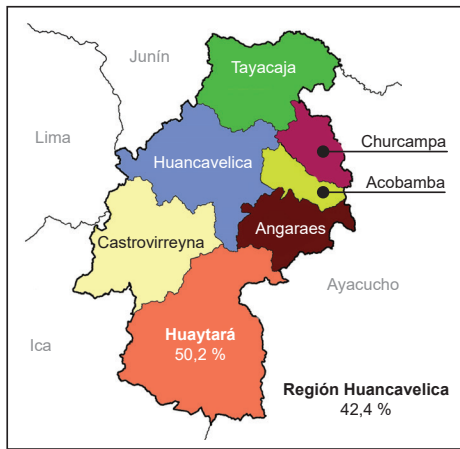 Junín
Tayacaja
Lima
Churcampa
Huancavelica
Acobamba
Castrovirreyna
Angaraes
Ayacucho
Huaytará
50,2 %
Ica
Región Huancavelica
42,4 %